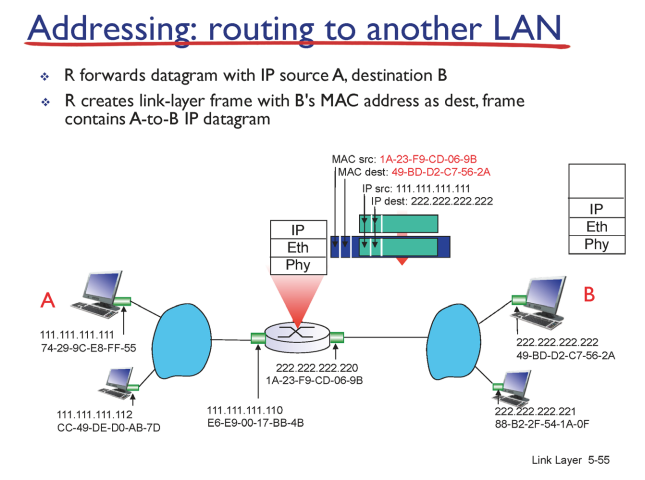 Addressing: routing to another LAN
R forwards datagram with IP source A, destination B
R creates link-layer frame with B's MAC address as dest, frame
contains A-to-B IP datagram
MAC src: 1A-23-F9-CD-06-9B
MAC dest: 49-BD-D2-C7-56-2A
IP src: 111.111.111.111
IP dest: 222.222.222.222
IP
Eth
Phy
IP
Eth
Phy
A
B
111.111.111.111
74-29-9C-E8-FF-55
222.222.222.222
49-BD-D2-C7-56-2A
222.222.222.220
1A-23-F9-CD-06-9B
111.111.111.112
CC-49-DE-D0-AB-7D
111.111.111.110
E6-E9-00-17-BB-4B
222.222.222.221
88-B2-2F-54-1A-0F
Link Layer 5-55